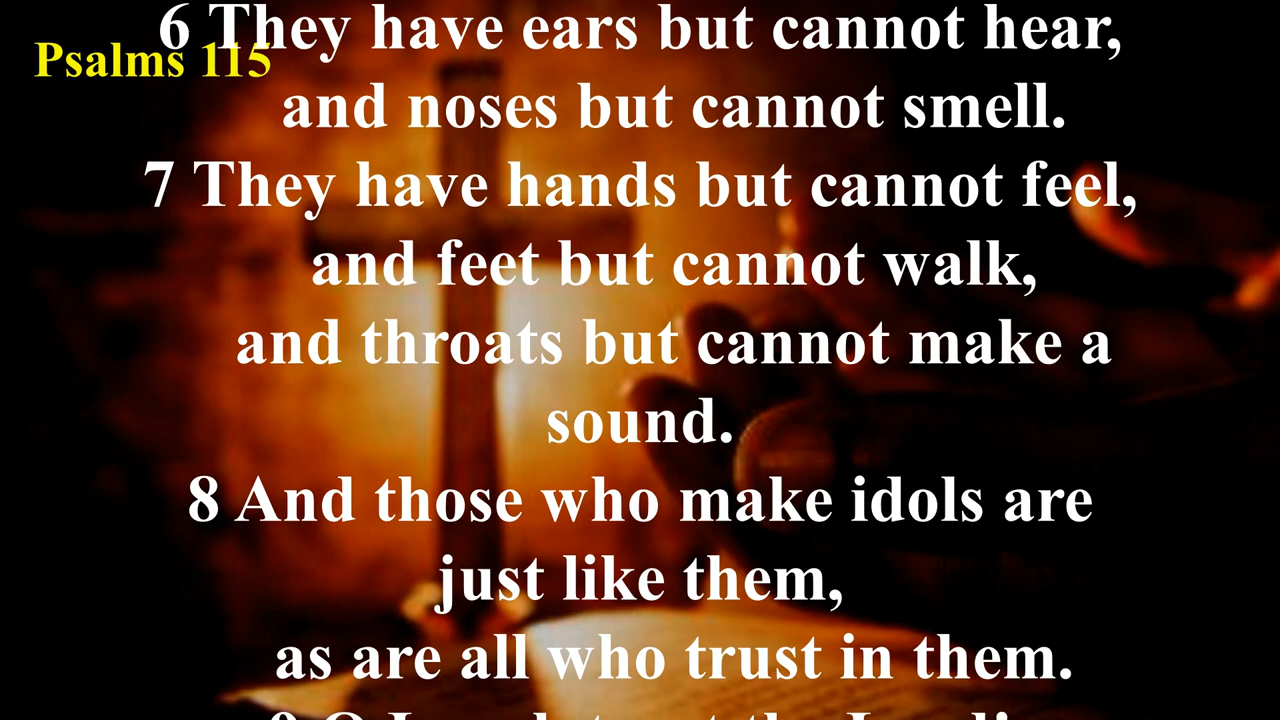 Psalms 115
6 They have ears but cannot hear,
and noses but cannot smell.
7 They have hands but cannot feel,
and feet but cannot walk,
and throats but cannot make a
sound.
8 And those who make idols are
just like them,
as are all who trust in them.